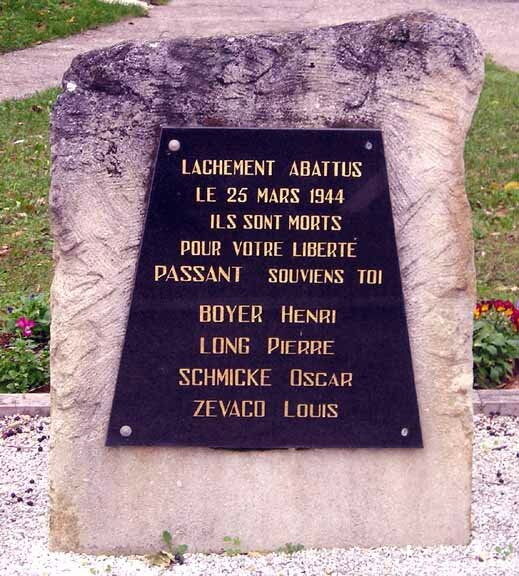 LACHEMENT ABATTUS
LE 25 MARS 1944
ILS SONT MORTS
POUR VOTRE LIBERTÉ
PASSANT SOUVIENS TOI
BOYER HENRI
LONG PIERRE
SCHMICKE OSCAR
ZEVACO LOUIS